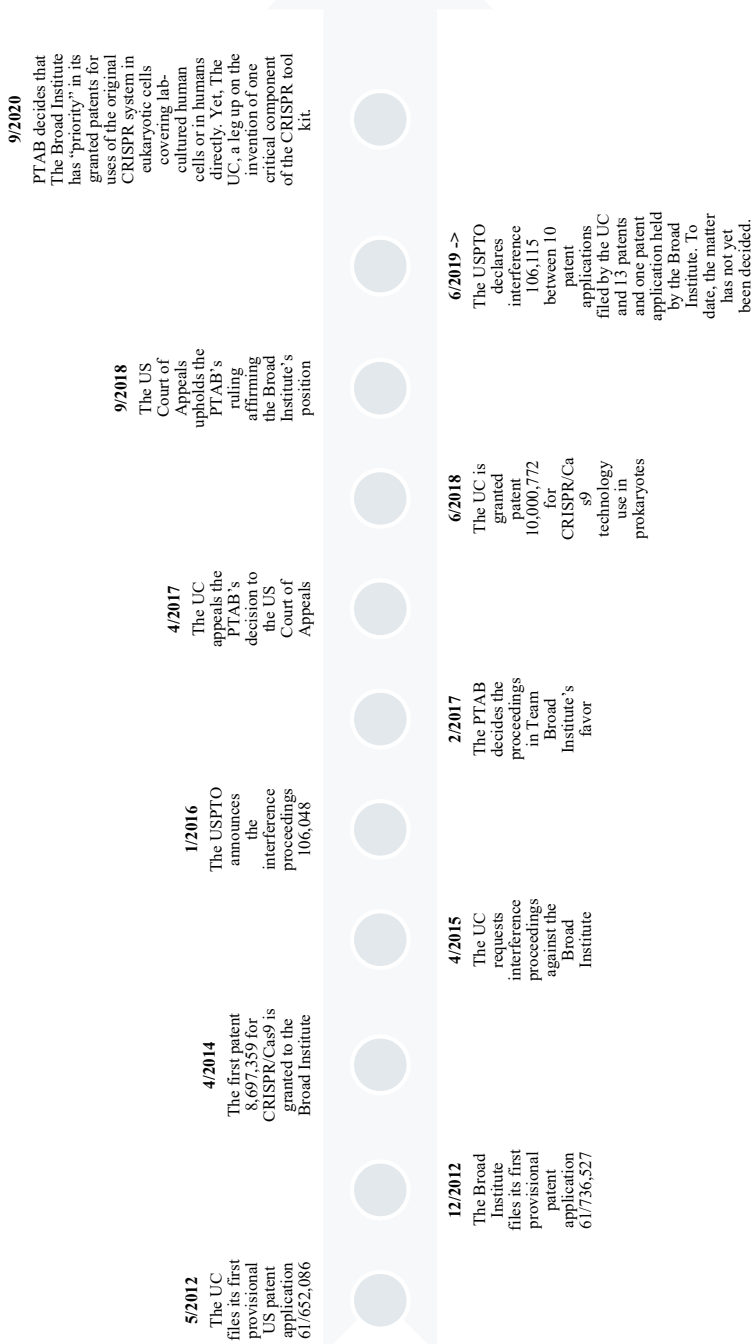 5/2012
The UC
files its first
provisional
US patent
application
61/652,086
12/2012
The Broad
Institute
files its first
provisional
patent
application
61/736,527
4/2014
The first patent
8,697,359 for
CRISPR/Cas9 is
granted to the
Broad Institute
4/2015
The UC
requests
interference
proceedings
against the
Broad
Institute
1/2016
The USPTO
announces
the
interference
proceedings
106,048
2/2017
The PTAB
decides the
proceedings
in Team
Broad
Institute’s
favor
4/2017
The UC
appeals the
PTAB’s
decision to
the US
Court of
Appeals
6/2018
The UC is
granted
patent
10,000,772
for
CRISPR/Ca
s9
technology
use in
prokaryotes
9/2018
The US
Court of
Appeals
upholds the
PTAB’s
ruling
affirming
the Broad
Institute’s
position
6/2019 ->
The USPTO
declares
interference
106,115
between 10
patent
applications
filed by the UC
and 13 patents
and one patent
application held
by the Broad
Institute. To
date, the matter
has not yet
been decided.
9/2020
PTAB decides that
The Broad Institute
has “priority” in its
granted patents for
uses of the original
CRISPR system in
eukaryotic cells
covering lab-
cultured human
cells or in humans
directly. Yet, The
UC, a leg up on the
invention of one
critical component
of the CRISPR tool
kit.